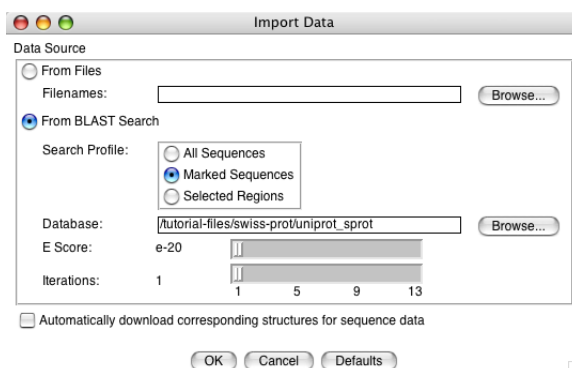 Import Data
Data Source
From Files
Filenames:
Browse...
From BLAST Search
Search Profile:
All Sequences
Marked Sequences
Selected Regions
Database:
/tutorial-files/swiss-prot/uniprot_sprot
Browse...
E Score:
e-20
Iterations:
1
1 5 9 13
Automatically download corresponding structures for sequence data
OK
Cancel
Defaults